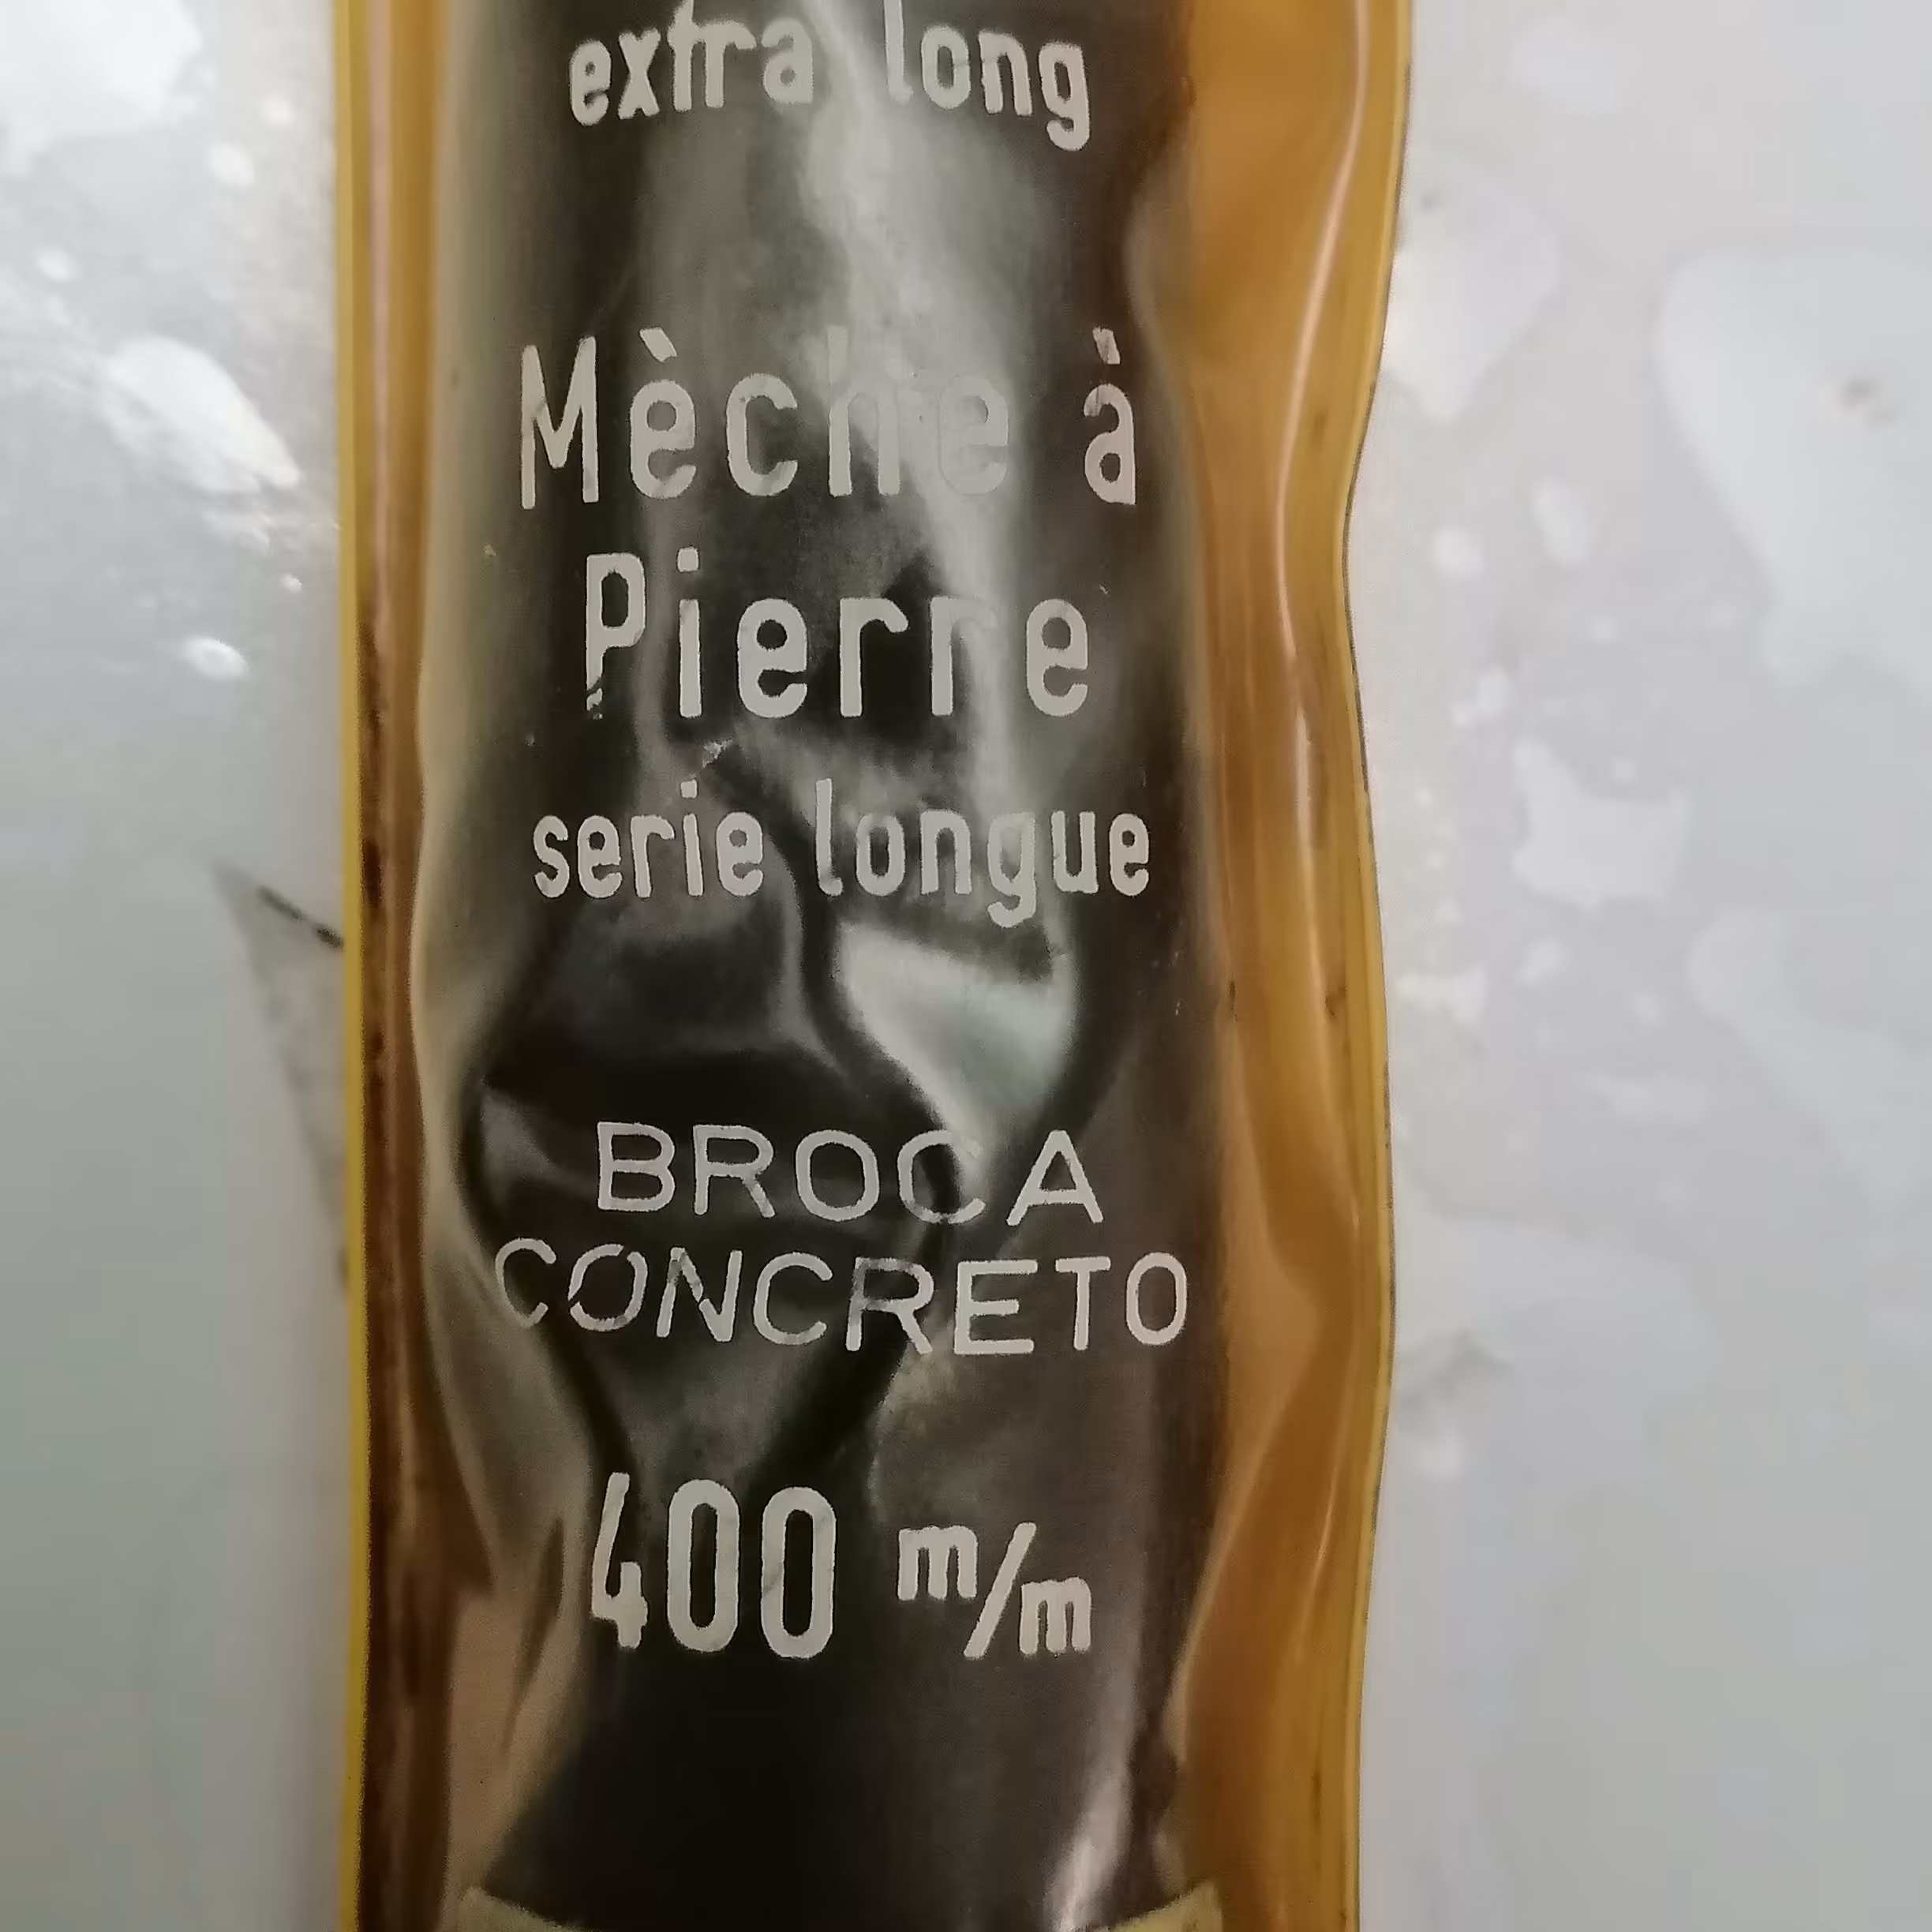 extra long
Mèche à
Pierre
serie longue
BROCA
CONCRETO
400 m/m